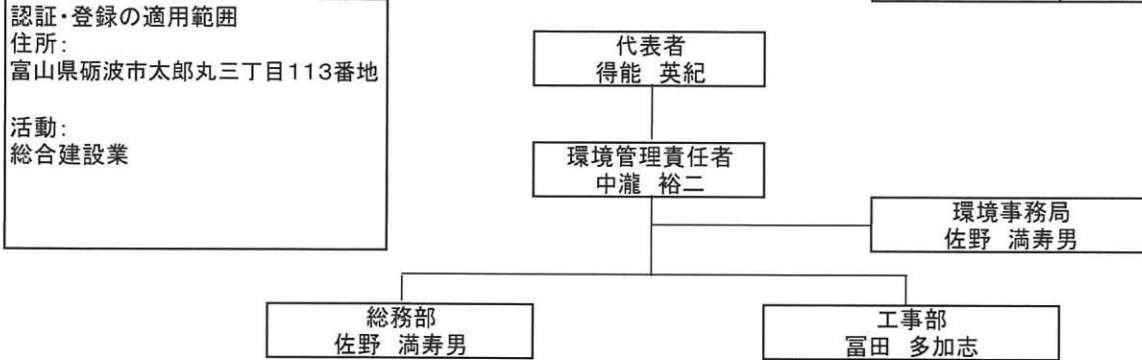 認証・登録の適用範囲
住所:
富山県砺波市太郎丸三丁目113番地
活動:
総合建設業
代表者
得能 英紀
環境管理責任者
中瀧 裕二
環境事務局
佐野 満寿男
総務部
佐野 満寿男
工事部
冨田 多加志